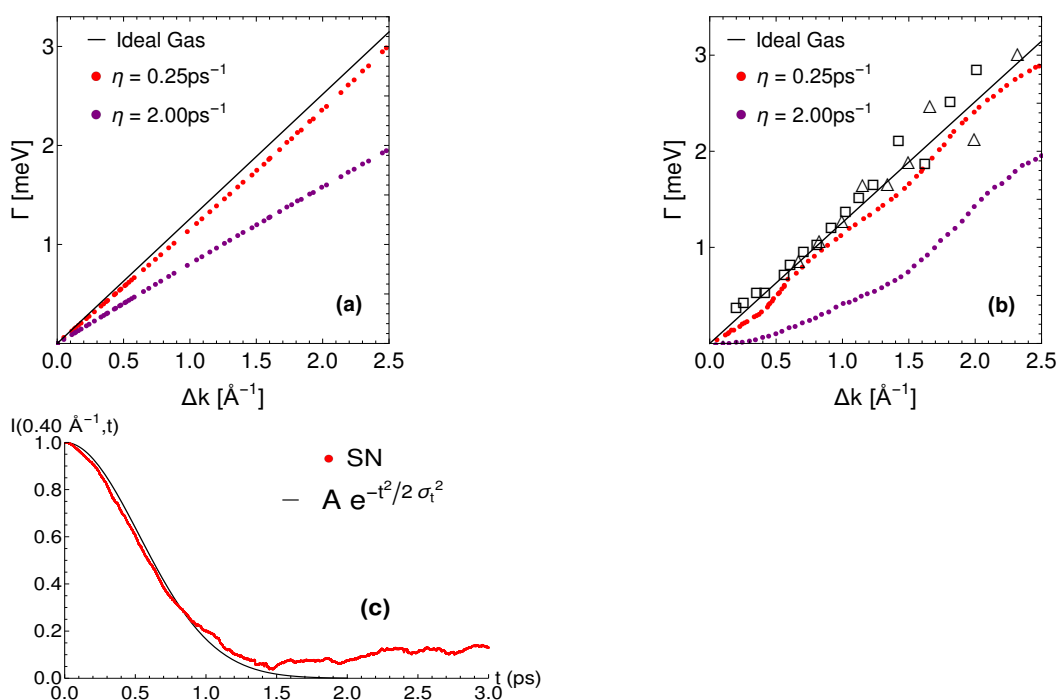 Ideal Gas
η = 0.25ps⁻¹
η = 2.00ps⁻¹
Γ [meV]
3
2
1
0
0.0 0.5 1.0 1.5 2.0 2.5
Δk [Å⁻¹]
(a)
Ideal Gas
η = 0.25ps⁻¹
η = 2.00ps⁻¹
Γ [meV]
3
2
1
0
0.0 0.5 1.0 1.5 2.0 2.5
Δk [Å⁻¹]
(b)
I(0.40 Å⁻¹,t)
1.0
0.8
0.6
0.4
0.2
0.0
SN
A e^{-t²/2 σ_t²}
(c)
0.0 0.5 1.0 1.5 2.0 2.5 3.0 t (ps)